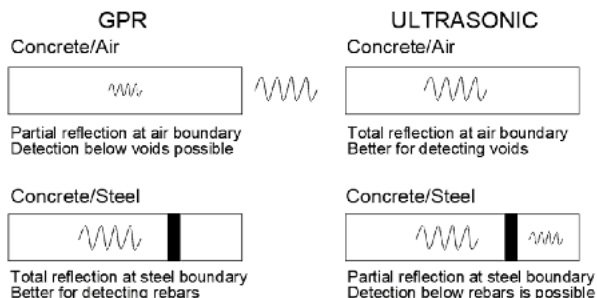 GPR
Concrete/Air
Partial reflection at air boundary
Detection below voids possible
ULTRASONIC
Concrete/Air
Total reflection at air boundary
Better for detecting voids
Concrete/Steel
Total reflection at steel boundary
Better for detecting rebars
Concrete/Steel
Partial reflection at steel boundary
Detection below rebars is possible